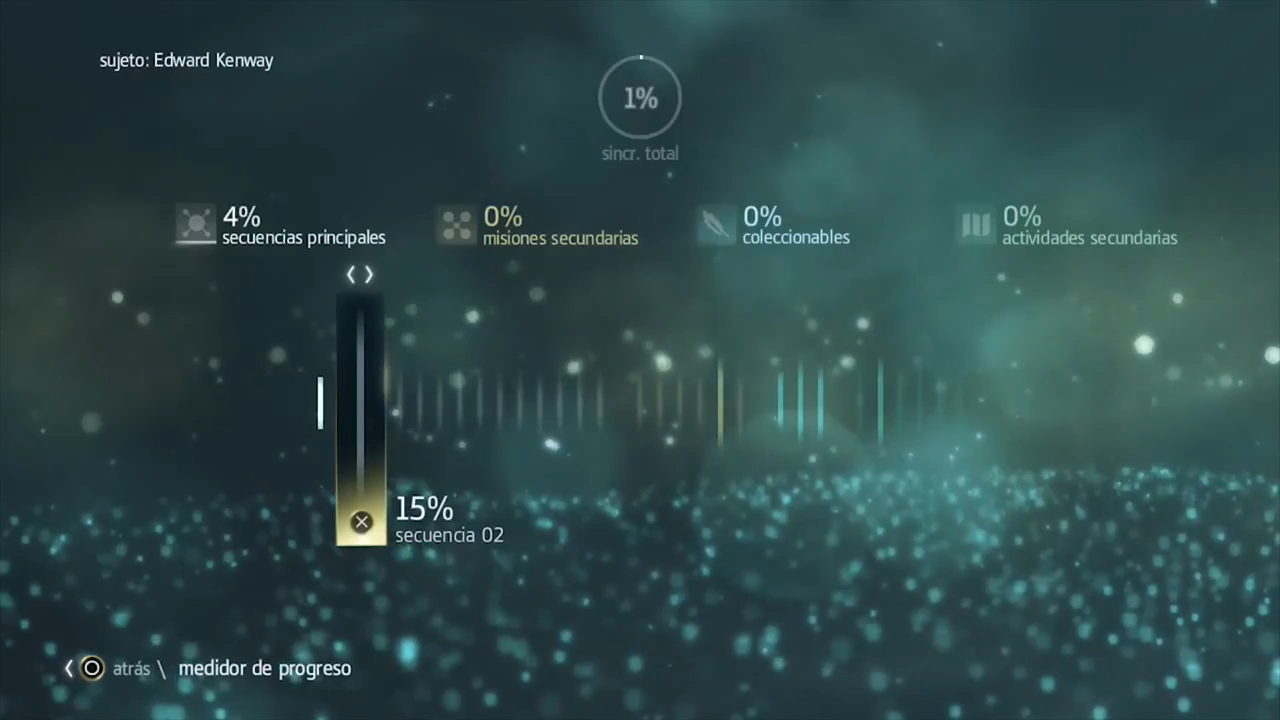 sujeto: Edward Kenway
1%
sincr. total
4%
secuencias principales
0%
misiones secundarias
0%
coleccionables
0%
actividades secundarias
15%
secuencia 02
atrás \ medidor de progreso